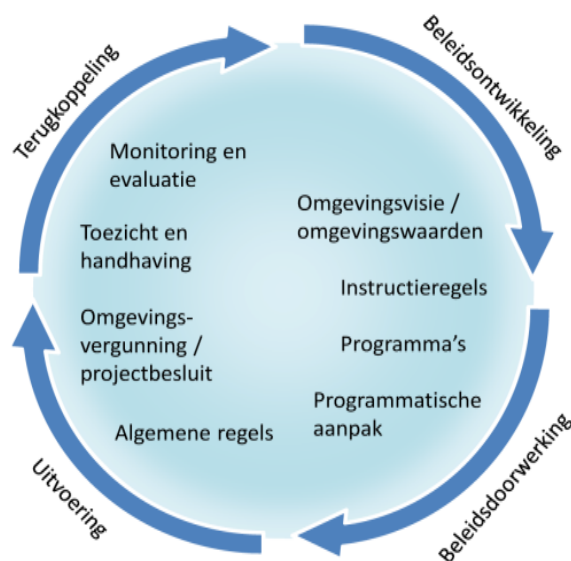 Terugkoppeling
Beleidsontwikkeling
Monitoring en
evaluatie
Omgevingsvisie /
omgevingswaarden
Toezicht en
handhaving
Instructieregels
Omgevings-
vergunning /
projectbesluit
Programma's
Programmatische
aanpak
Algemene regels
Uitvoering
Beleidsdoorwerking